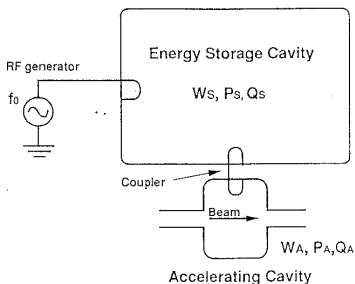 Energy Storage Cavity
RF generator
WS, PS, QS
f0
Coupler
Beam
WA, PA,QA
Accelerating Cavity